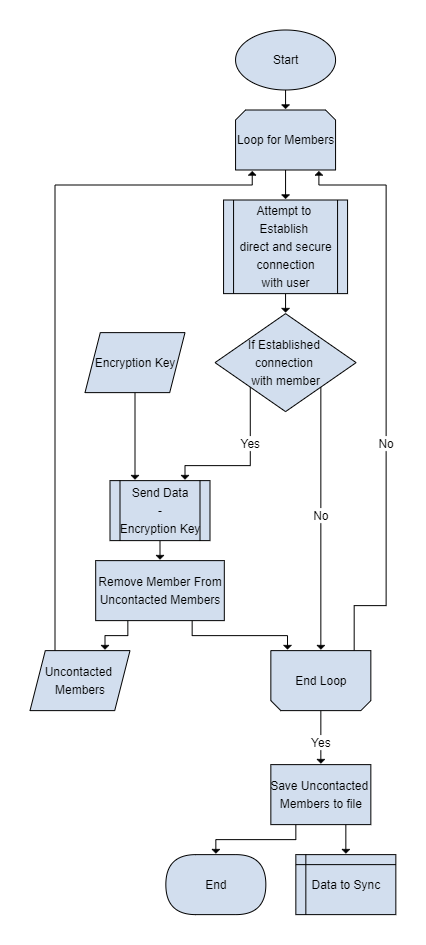 Start
Loop for Members
Attempt to
Establish
direct and secure
connection
with user
If Established
connection
with member
Encryption Key
Yes
No
Send Data
-
Encryption Key
No
Remove Member From
Uncontacted Members
Uncontacted
Members
End Loop
Yes
Save Uncontacted
Members to file
End
Data to Sync